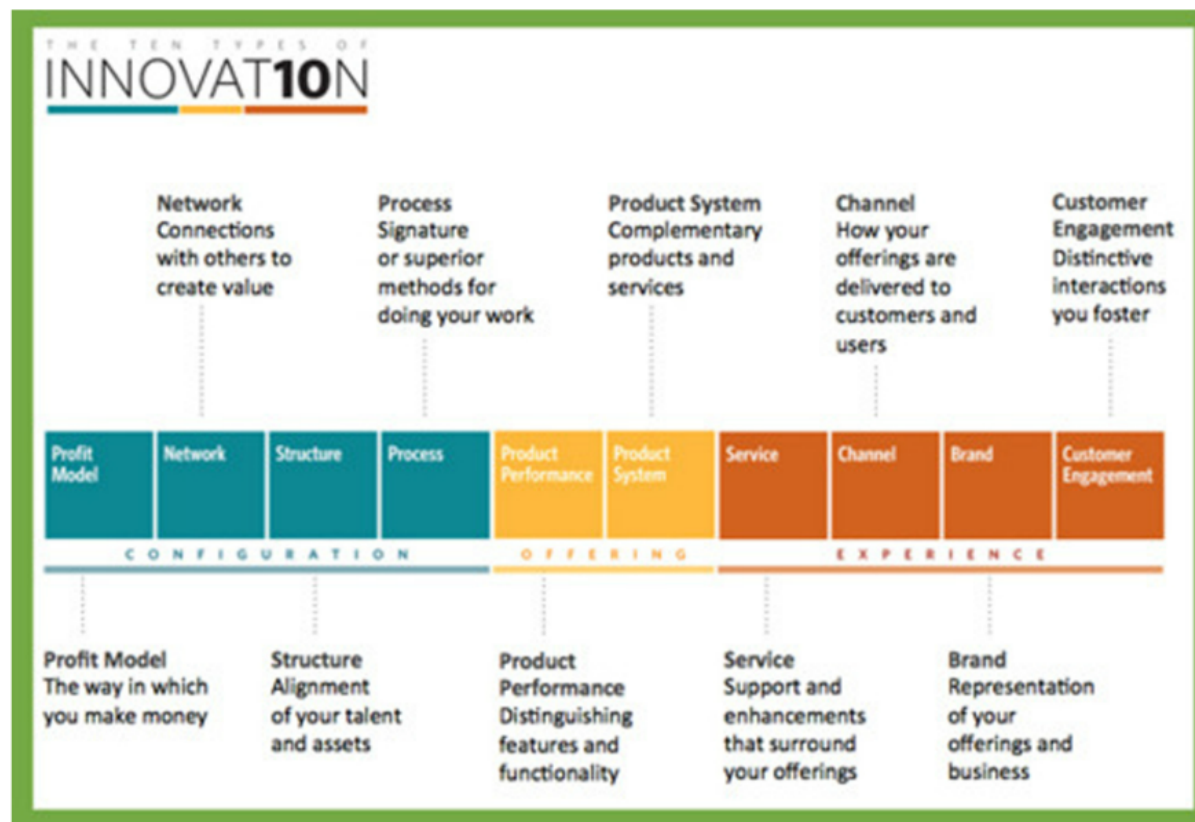 THE TEN TYPES OF
INNOVAT10N
Network
Connections
with others to
create value
Process
Signature
or superior
methods for
doing your work
Product System
Complementary
products and
services
Channel
How your
offerings are
delivered to
customers and
users
Customer
Engagement
Distinctive
interactions
you foster
Profit
Model
Network
Structure
Process
Product
Performance
Product
System
Service
Channel
Brand
Customer
Engagement
CONFIGURATION
OFFERING
EXPERIENCE
Profit Model
The way in which
you make money
Structure
Alignment
of your talent
and assets
Product
Performance
Distinguishing
features and
functionality
Service
Support and
enhancements
that surround
your offerings
Brand
Representation
of your
offerings and
business